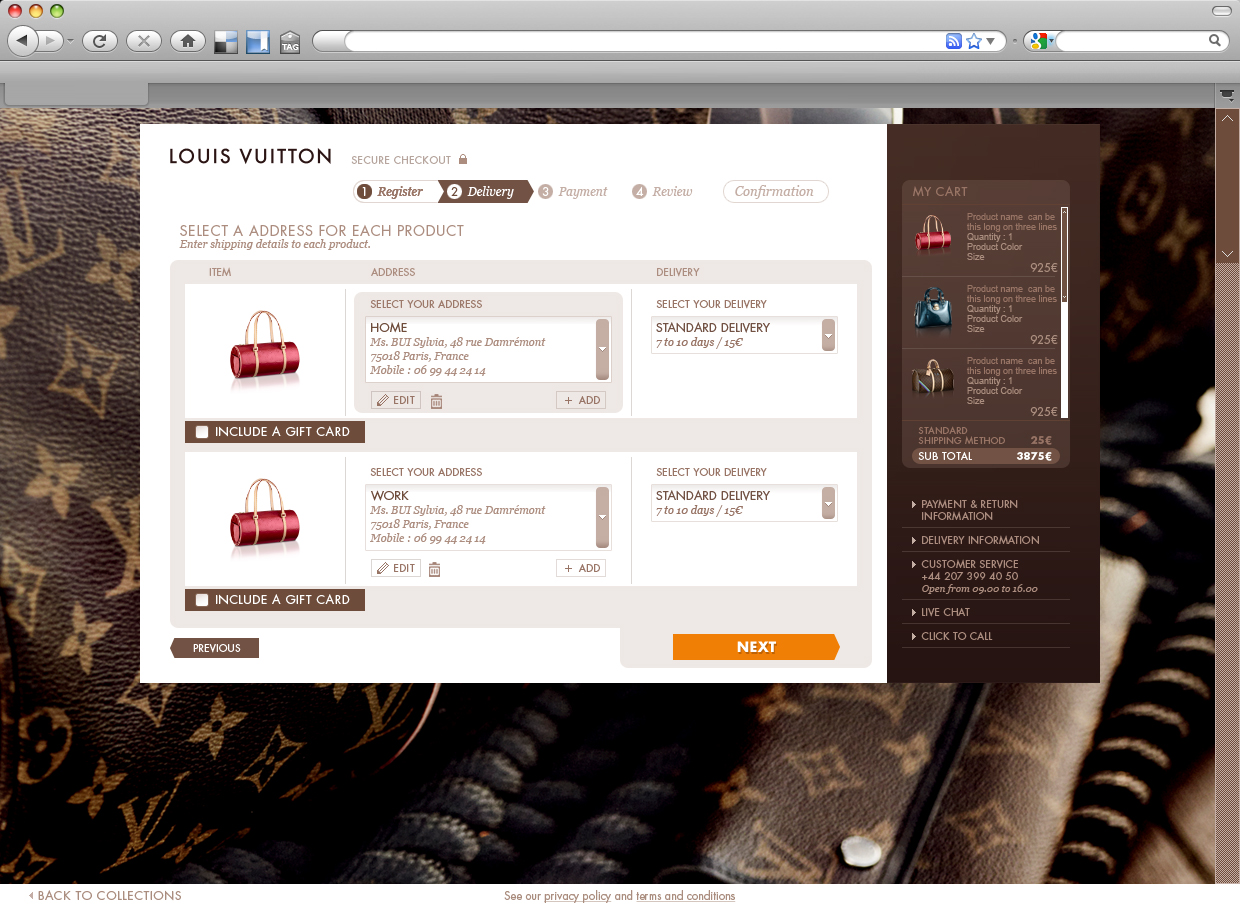 TAG
LOUIS VUITTON
SECURE CHECKOUT
1 Register
2 Delivery
3 Payment
4 Review
Confirmation
SELECT A ADDRESS FOR EACH PRODUCT
Enter shipping details to each product.
ITEM
ADDRESS
DELIVERY
SELECT YOUR ADDRESS
HOME
Ms. BUI Sylvia, 48 rue Damrémont
75018 Paris, France
Mobile : 06 99 44 24 14
EDIT
+ ADD
SELECT YOUR DELIVERY
STANDARD DELIVERY
7 to 10 days / 15€
INCLUDE A GIFT CARD
SELECT YOUR ADDRESS
WORK
Ms. BUI Sylvia, 48 rue Damrémont
75018 Paris, France
Mobile : 06 99 44 24 14
EDIT
+ ADD
SELECT YOUR DELIVERY
STANDARD DELIVERY
7 to 10 days / 15€
INCLUDE A GIFT CARD
PREVIOUS
NEXT
MY CART
Product name can be
this long on three lines
Quantity : 1
Product Color
Size
925€
Product name can be
this long on three lines
Quantity : 1
Product Color
Size
925€
Product name can be
this long on three lines
Quantity : 1
Product Color
Size
925€
STANDARD
SHIPPING METHOD 25€
SUB TOTAL 3875€
PAYMENT & RETURN
INFORMATION
DELIVERY INFORMATION
CUSTOMER SERVICE
+44 207 399 40 50
Open from 09.00 to 16.00
LIVE CHAT
CLICK TO CALL
BACK TO COLLECTIONS
See our privacy policy and terms and conditions